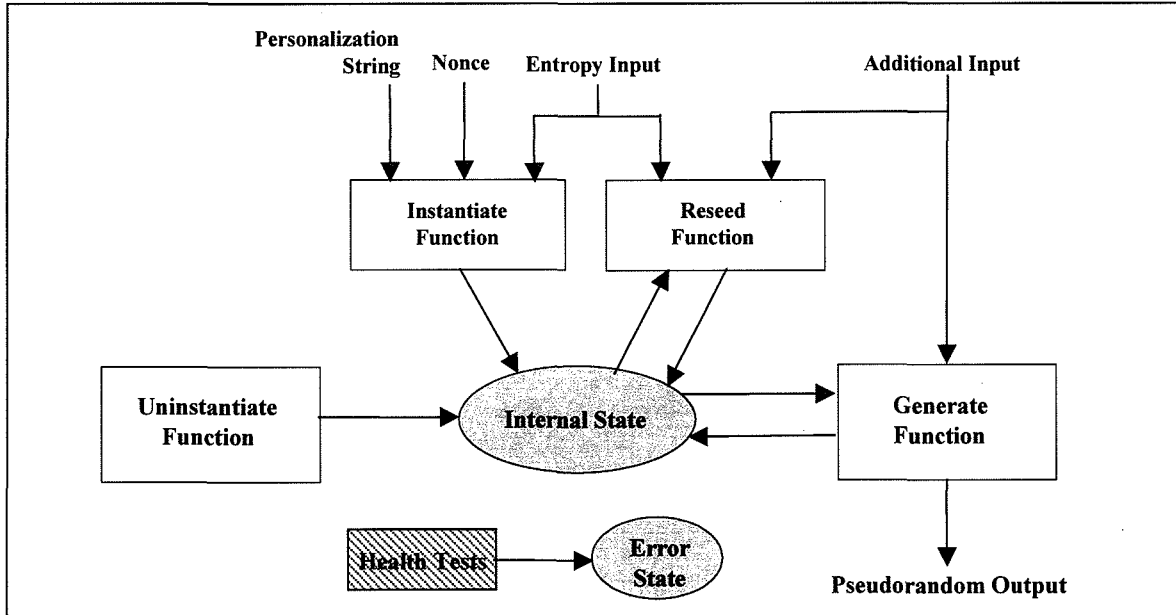 Personalization
String
Nonce
Entropy Input
Additional Input
Instantiate
Function
Reseed
Function
Uninstantiate
Function
Internal State
Generate
Function
Health Tests
Error
State
Pseudorandom Output